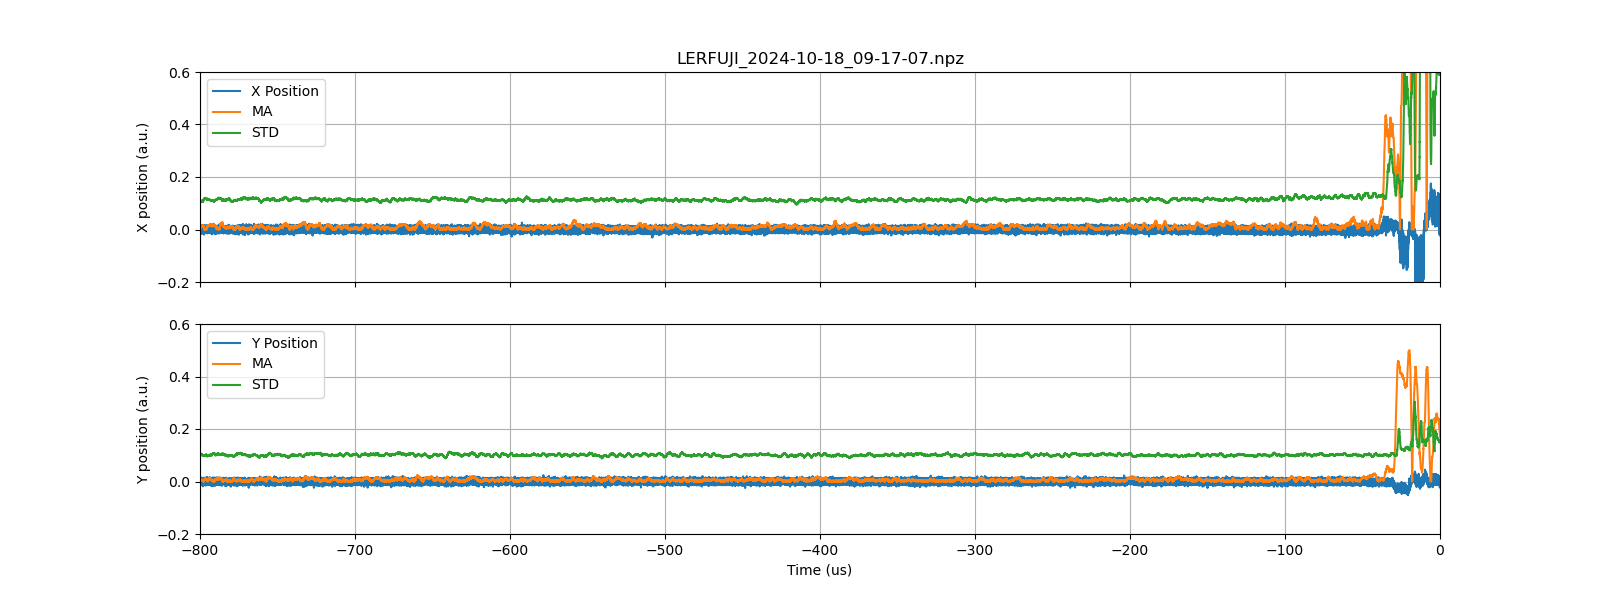 LERFUJI_2024-10-18_09-17-07.npz
0.6
0.4
0.2
0.0
−0.2
X position (a.u.)
X Position
MA
STD
0.6
0.4
0.2
0.0
−0.2
Y position (a.u.)
Y Position
MA
STD
−800 −700 −600 −500 −400 −300 −200 −100 0
Time (us)